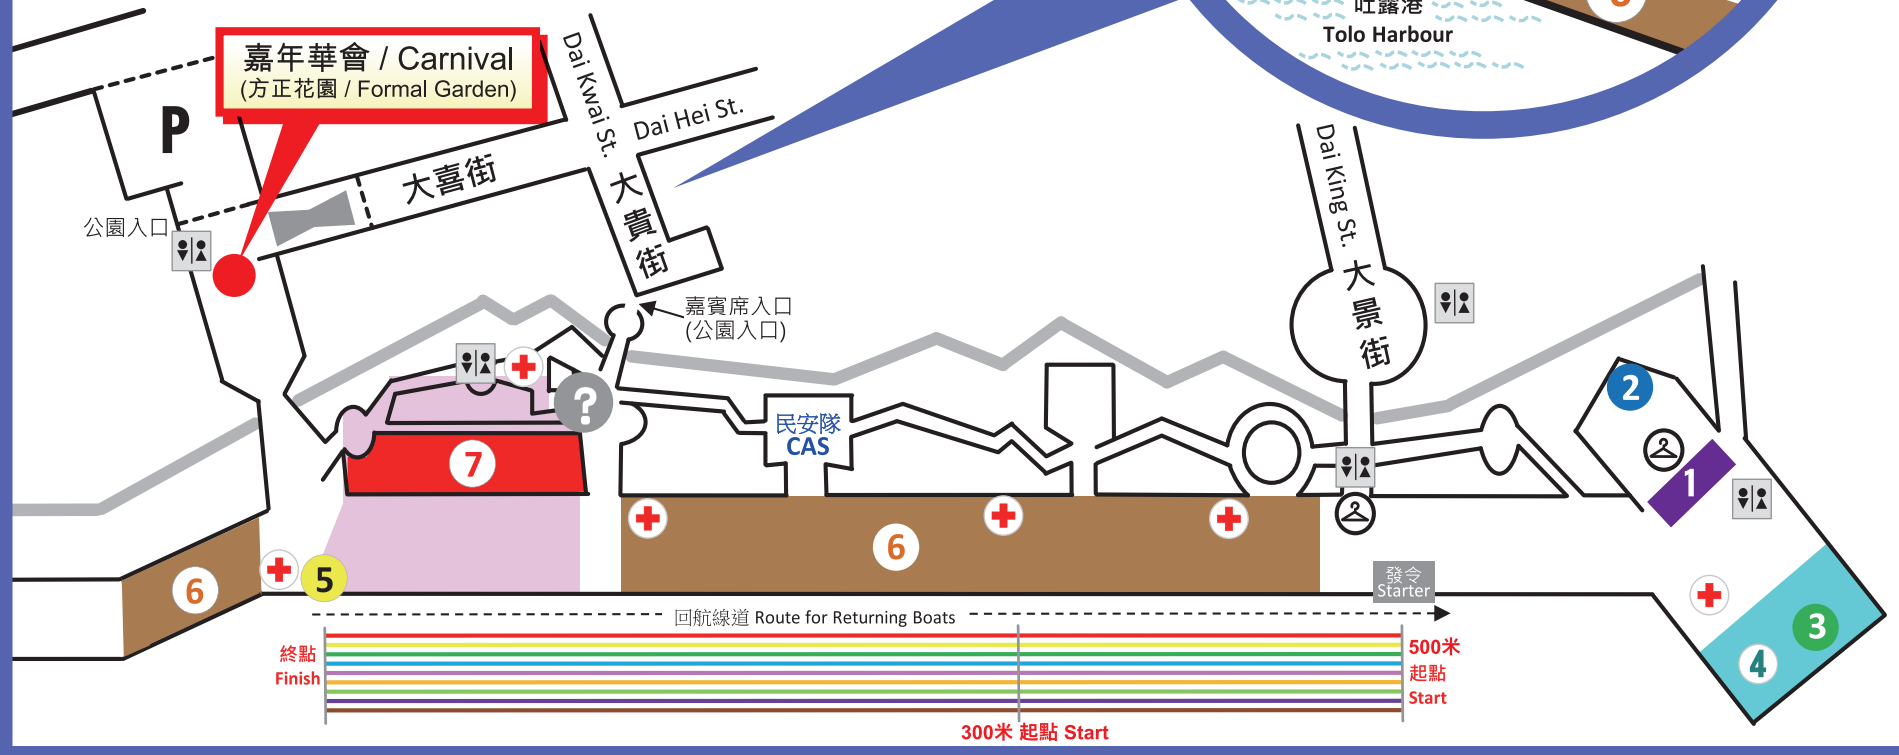 吐露港
Tolo Harbour
6
嘉年華會 / Carnival
(方正花園 / Formal Garden)
P
Dai Kwai St.
大貴街
Dai Hei St.
大喜街
公園入口
嘉賓席入口
(公園入口)
Dai King St.
大景街
2
1
?
民安隊
CAS
7
6
6
5
發令
Starter
3
4
回航線道 Route for Returning Boats
終點
Finish
500米
起點
Start
300米 起點 Start